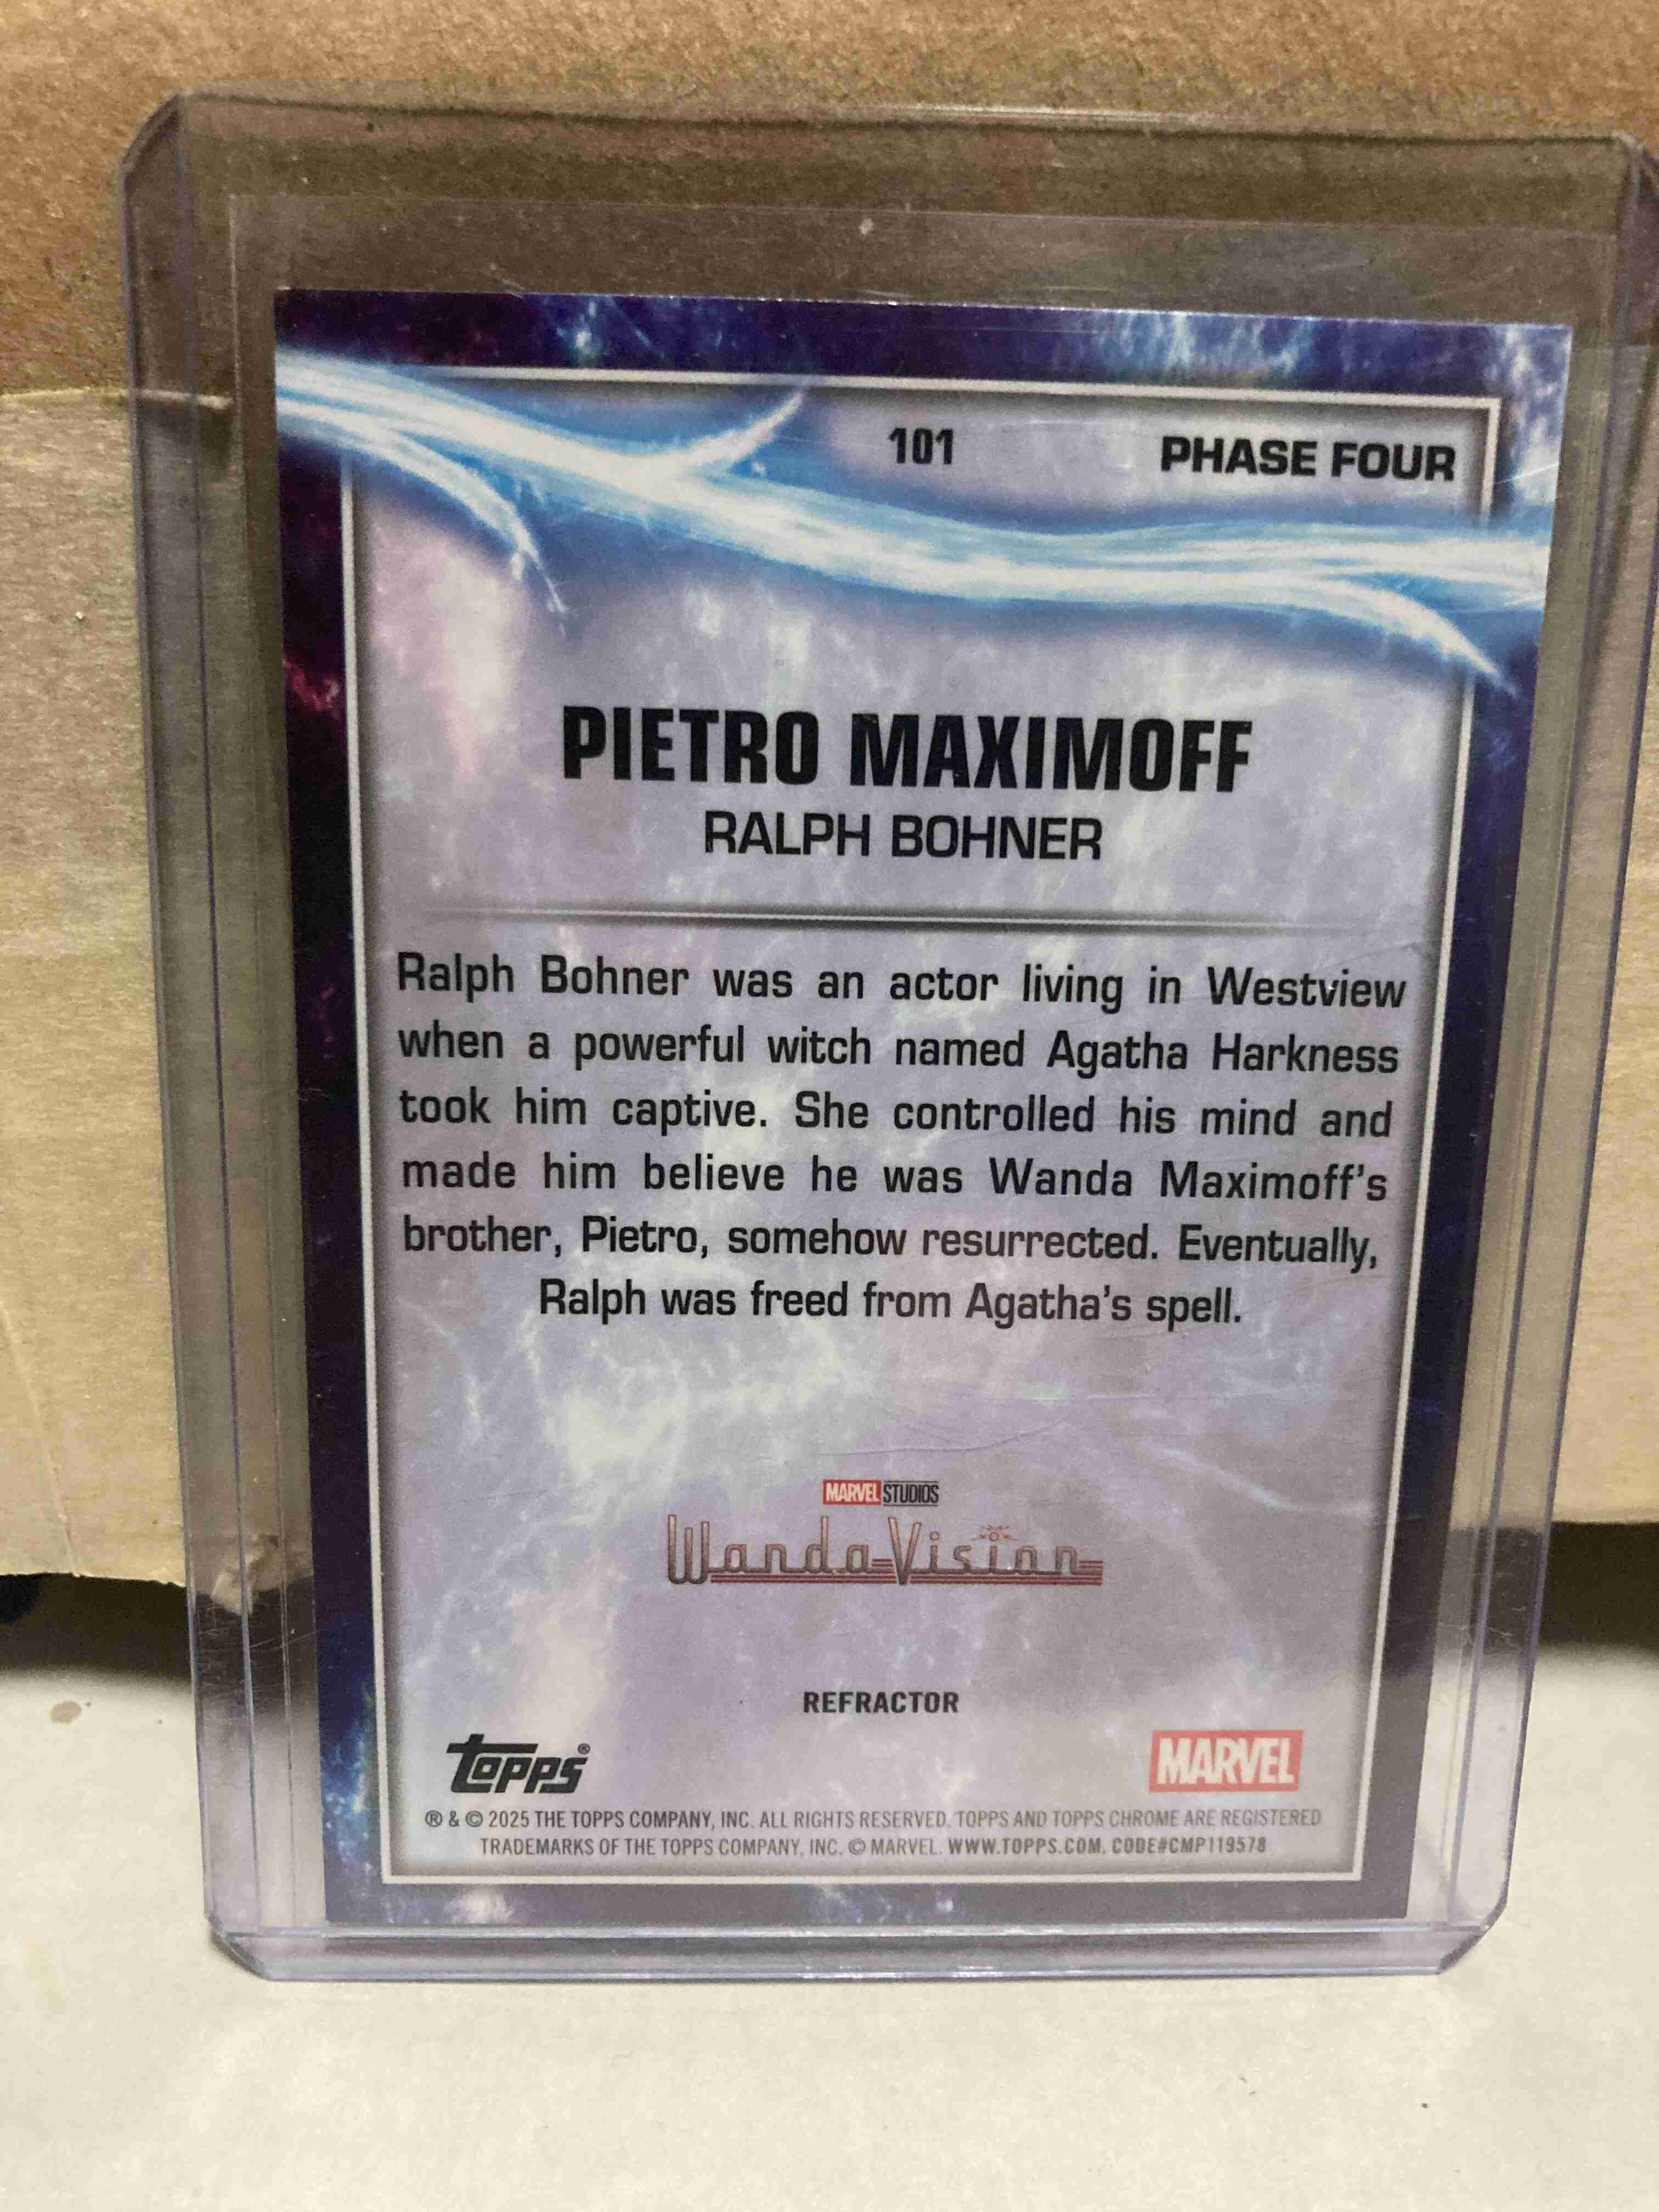 101 PHASE FOUR
PIETRO MAXIMOFF
RALPH BOHNER
Ralph Bohner was an actor living in Westview
when a powerful witch named Agatha Harkness
took him captive. She controlled his mind and
made him believe he was Wanda Maximoff's
brother, Pietro, somehow resurrected. Eventually,
Ralph was freed from Agatha's spell.
MARVEL STUDIOS
WandaVision
REFRACTOR
Topps® MARVEL
® & © 2025 THE TOPPS COMPANY, INC. ALL RIGHTS RESERVED. TOPPS AND TOPPS CHROME ARE REGISTERED
TRADEMARKS OF THE TOPPS COMPANY, INC. © MARVEL. WWW.TOPPS.COM. CODE#CMP119578